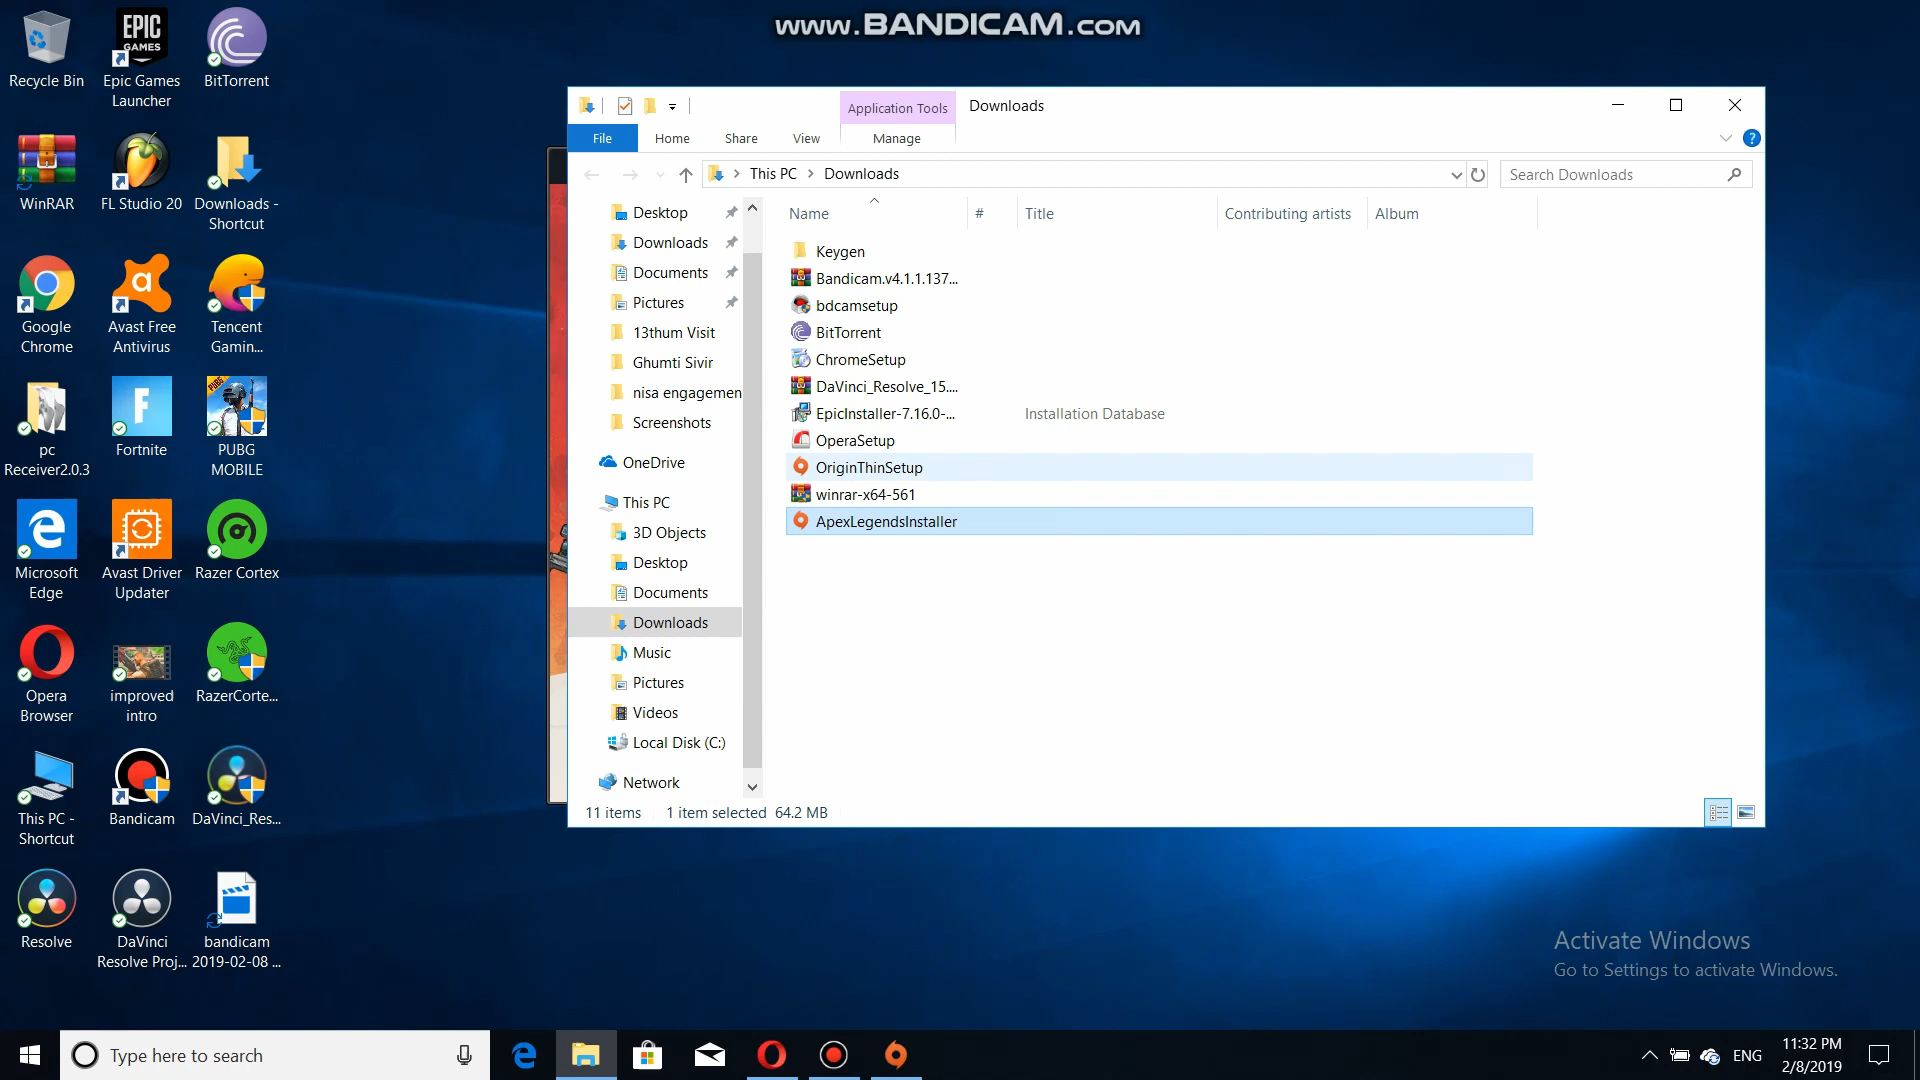 www.BANDICAM.com
Recycle Bin
EPIC
GAMES
Epic Games
Launcher
BitTorrent
WinRAR
FL Studio 20
Downloads -
Shortcut
Google
Chrome
Avast Free
Antivirus
Tencent
Gamin...
pc
Receiver2.0.3
Fortnite
PUBG
MOBILE
Microsoft
Edge
Avast Driver
Updater
Razer Cortex
Opera
Browser
improved
intro
RazerCorte...
This PC -
Shortcut
Bandicam
DaVinci_Res...
Resolve
DaVinci
Resolve Proj...
bandicam
2019-02-08 ...
Application Tools
Downloads
File
Home
Share
View
Manage
This PC > Downloads
Search Downloads
Desktop
Downloads
Documents
Pictures
13thum Visit
Ghumti Sivir
nisa engagemen
Screenshots
OneDrive
This PC
3D Objects
Desktop
Documents
Downloads
Music
Pictures
Videos
Local Disk (C:)
Network
Name
#
Title
Contributing artists
Album
Keygen
Bandicam.v4.1.1.137...
bdcamsetup
BitTorrent
ChromeSetup
DaVinci_Resolve_15....
EpicInstaller-7.16.0-...
Installation Database
OperaSetup
OriginThinSetup
winrar-x64-561
ApexLegendsInstaller
11 items
1 item selected 64.2 MB
Activate Windows
Go to Settings to activate Windows.
Type here to search
ENG
11:32 PM
2/8/2019